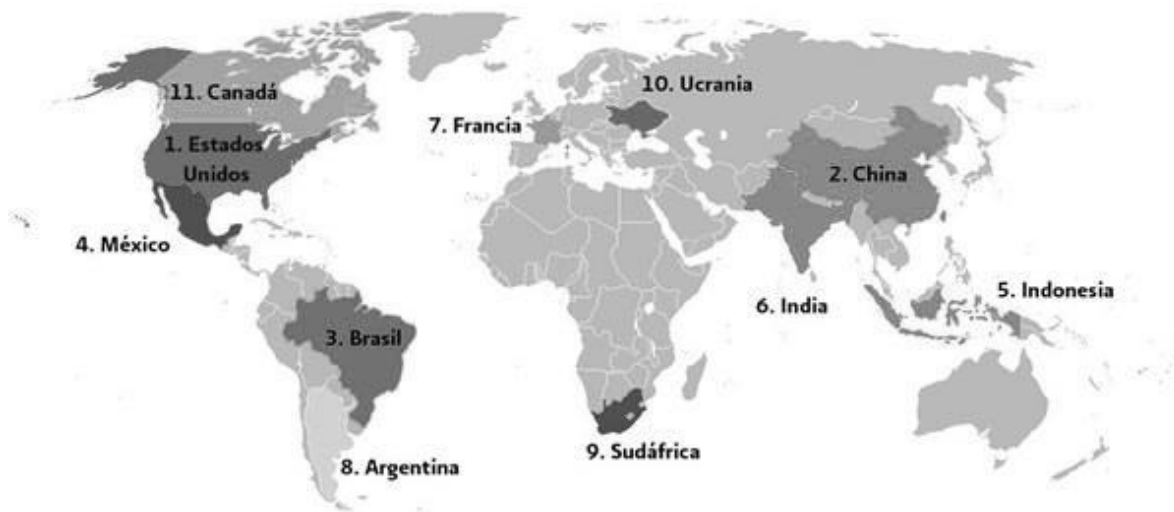 10. Ucrania
11. Canadá
7. Francia
1. Estados
Unidos
2. China
4. México
5. Indonesia
6. India
3. Brasil
9. Sudáfrica
8. Argentina